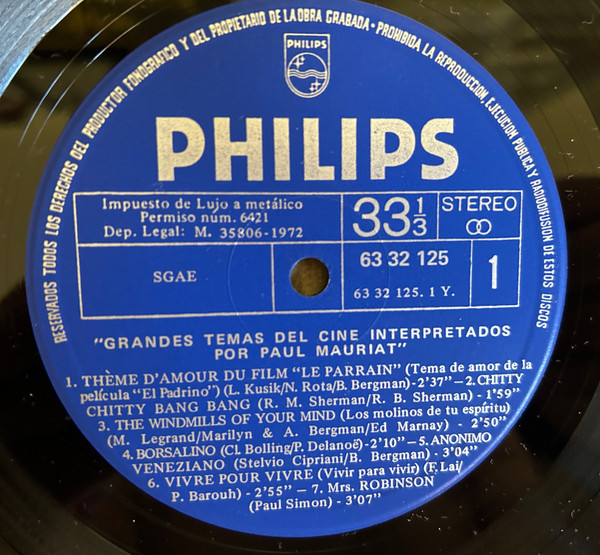 RESERVADOS TODOS LOS DERECHOS DEL PRODUCTOR FONOGRAFICO Y DEL PROPIETARIO DE LA OBRA GRABADA · PROHIBIDA LA REPRODUCCION, EJECUCION PUBLICA Y RADIODIFUSION DE ESTOS DISCOS
PHILIPS
PHILIPS
Impuesto de Lujo a metálico
Permiso núm. 6421
Dep. Legal: M. 35806-1972
33 1/3
STEREO
SGAE
63 32 125
63 32 125. 1 Y.
1
"GRANDES TEMAS DEL CINE INTERPRETADOS
POR PAUL MAURIAT"
1. THÈME D'AMOUR DU FILM "LE PARRAIN" (Tema de amor de la
película "El Padrino") (L. Kusik/N. Rota/B. Bergman)-2'37" – 2. CHITTY
CHITTY BANG BANG (R. M. Sherman/R. B. Sherman) - 1'59"
3. THE WINDMILLS OF YOUR MIND (Los molinos de tu espíritu)
(M. Legrand/Marilyn & A. Bergman/Ed Marnay) - 2'50"
4. BORSALINO (Cl Bolling/P. Delanoë)-2'10" – 5. ANONIMO
VENEZIANO (Stelvio Cipriani/B. Bergman) - 3'04"
6. VIVRE POUR VIVRE (Vivir para vivir) (F. Lai/
P. Barouh) - 2'55" – 7. Mrs. ROBINSON
(Paul Simon) - 3'07"